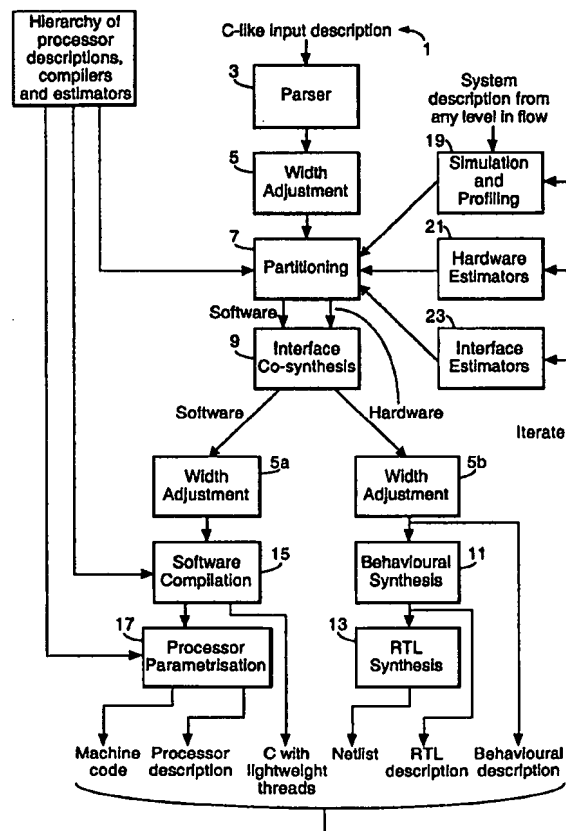 Hierarchy of
processor
descriptions,
compilers
and estimators
C-like input description
1
3
Parser
System
description from
any level in flow
5
Width
Adjustment
19
Simulation
and
Profiling
7
Partitioning
21
Hardware
Estimators
Software
9
Interface
Co-synthesis
23
Interface
Estimators
Software
Hardware
Iterate
5a
Width
Adjustment
5b
Width
Adjustment
15
Software
Compilation
11
Behavioural
Synthesis
17
Processor
Parametrisation
13
RTL
Synthesis
Machine
code
Processor
description
C with
lightweight
threads
Netlist
RTL
description
Behavioural
description